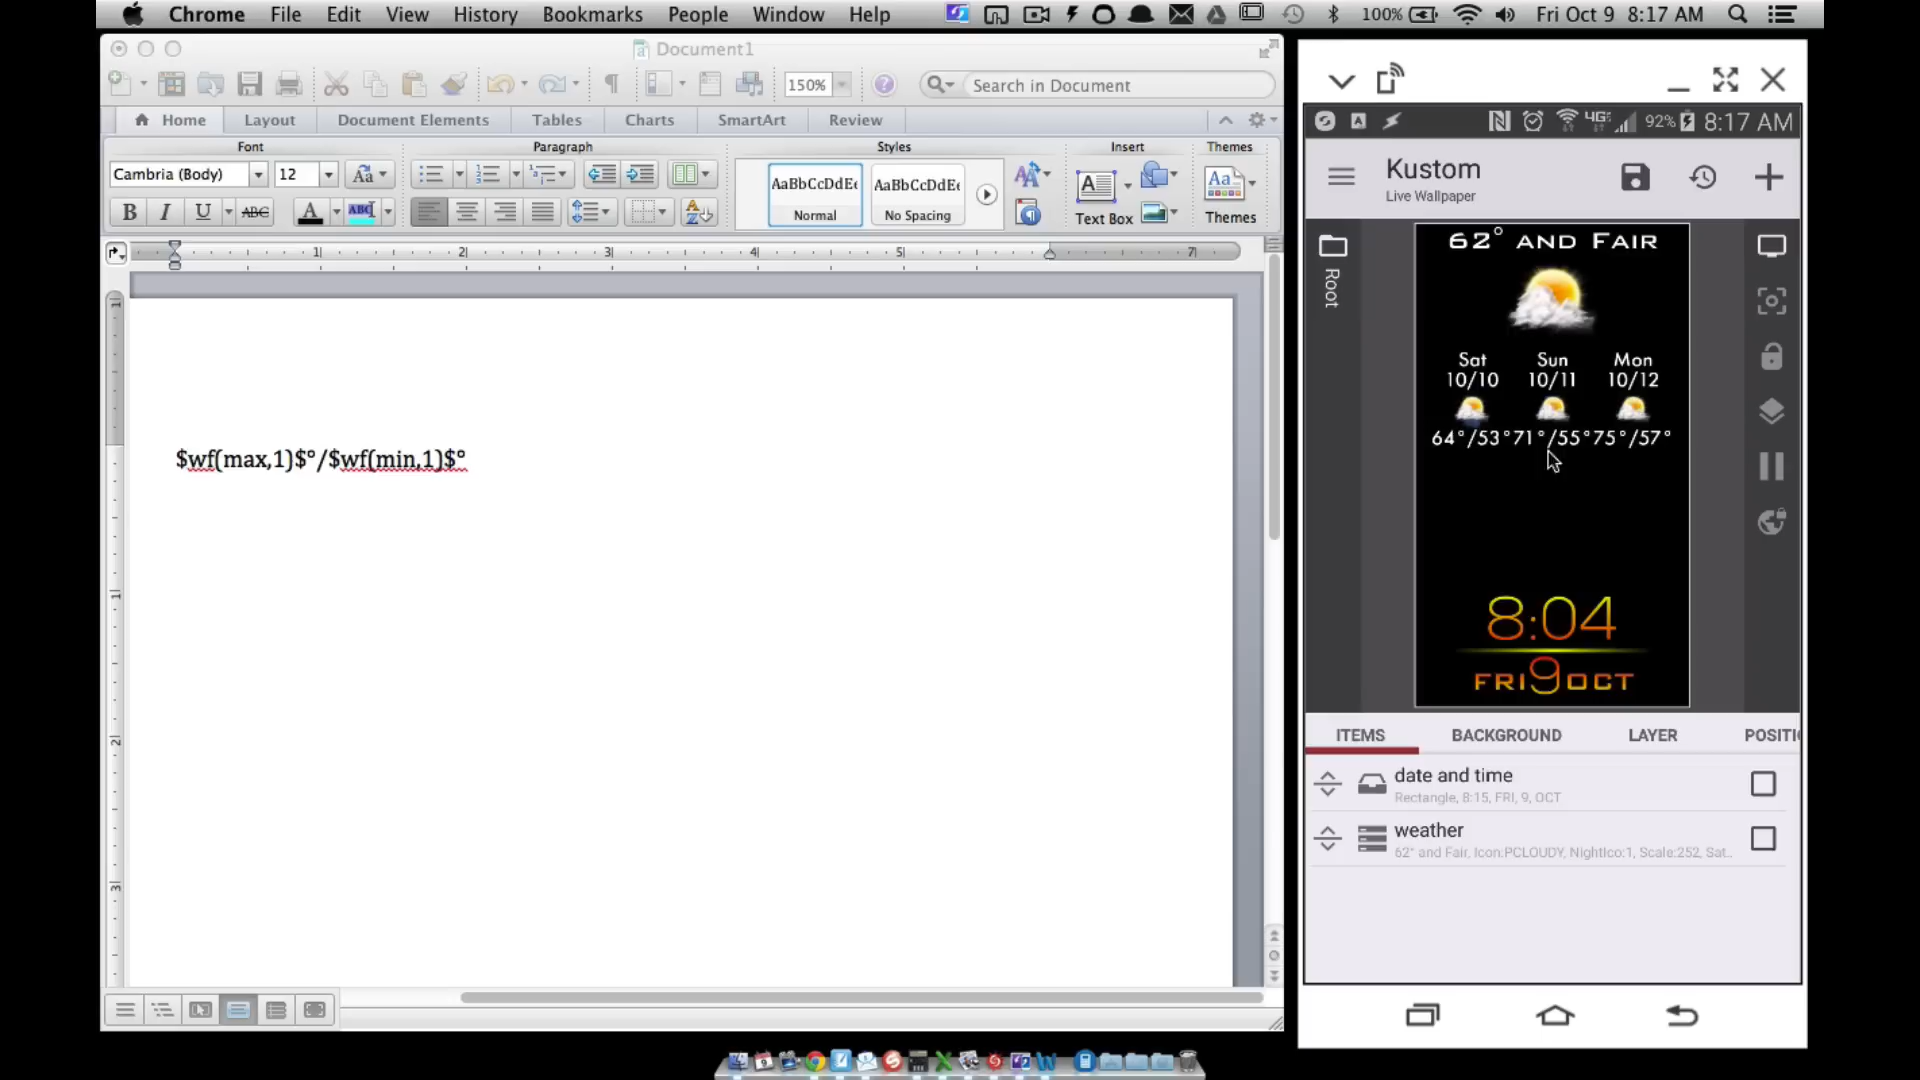 Chrome File Edit View History Bookmarks People Window Help 100% Fri Oct 9 8:17 AM
Document1
150% Search in Document
Home Layout Document Elements Tables Charts SmartArt Review
Font Paragraph Styles Insert Themes
Cambria (Body) 12 Aa
AaBbCcDdEe AaBbCcDdEe
Normal No Spacing
B I U ABC A ABC
Text Box Themes
$wf(max,1)$°/$wf(min,1)$°
4G 92% 8:17 AM
Kustom
Live Wallpaper
Root
62° AND FAIR
Sat Sun Mon
10/10 10/11 10/12
64°/53°71°/55°75°/57°
8:04
FRI9OCT
ITEMS BACKGROUND LAYER POSITI
date and time
Rectangle, 8:15, FRI, 9, OCT
weather
62° and Fair, Icon:PCLOUDY, NightIco:1, Scale:252, Sat..